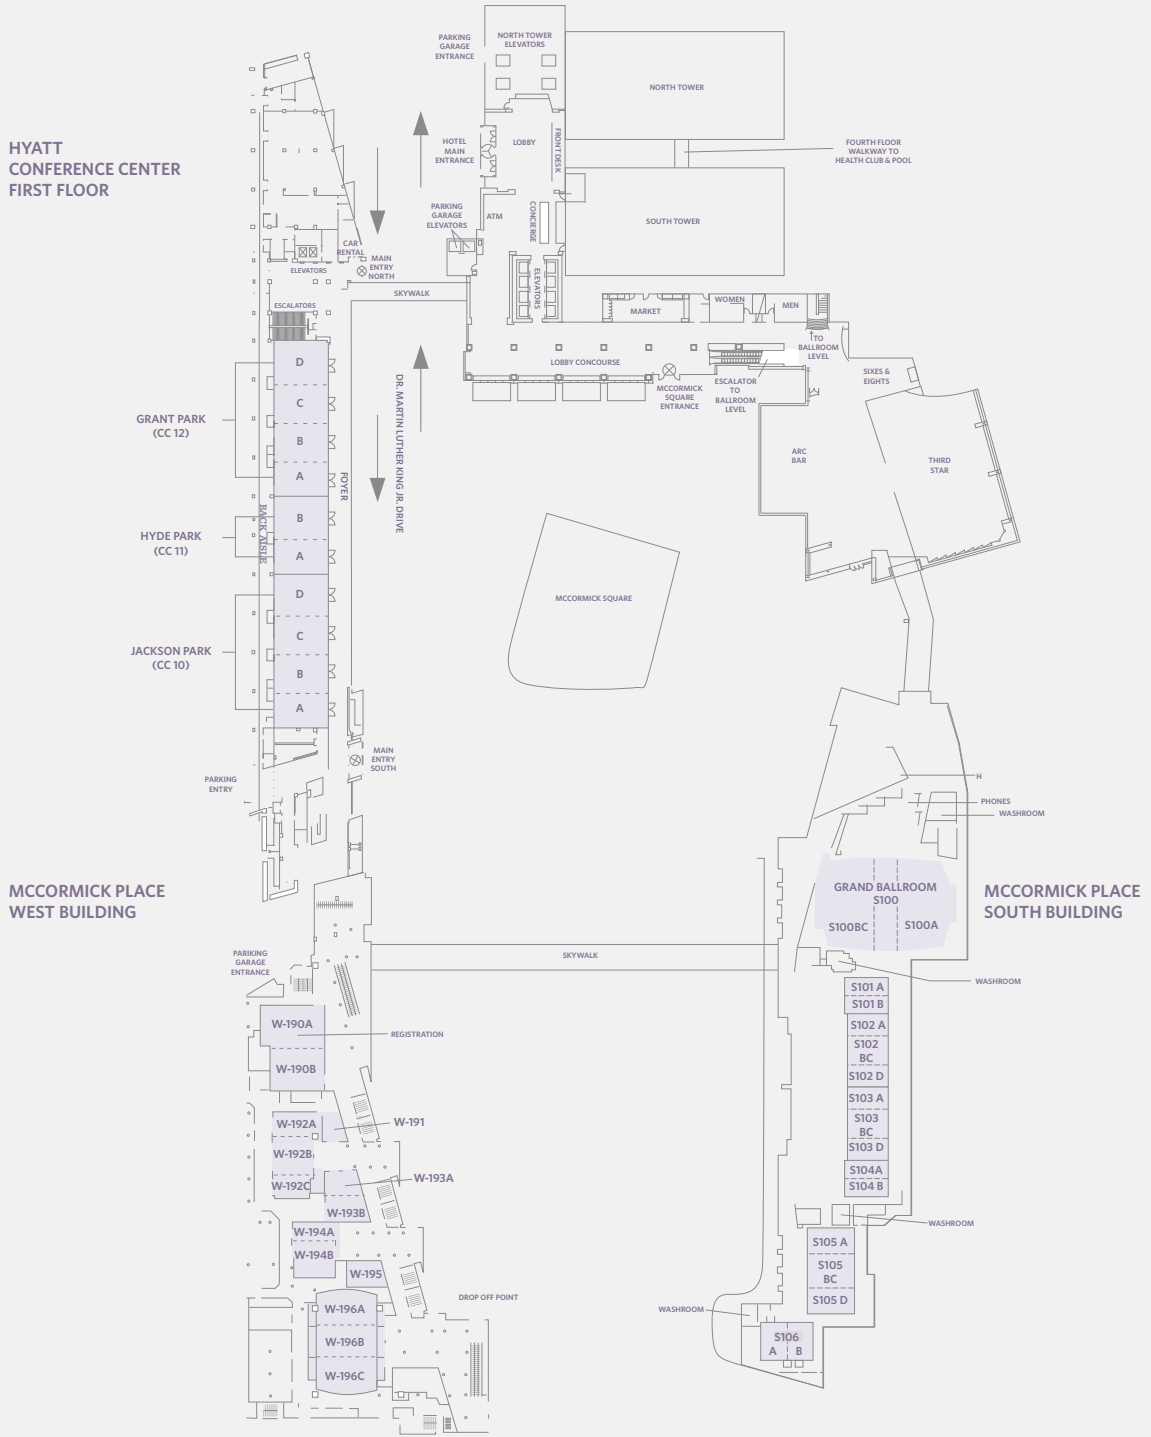 PARKING
GARAGE
ENTRANCE
NORTH TOWER
ELEVATORS
NORTH TOWER
HYATT
CONFERENCE CENTER
FIRST FLOOR
HOTEL
MAIN
ENTRANCE
LOBBY
FRONT DESK
FOURTH FLOOR
WALKWAY TO
HEALTH CLUB & POOL
PARKING
GARAGE
ELEVATORS
ATM
CONCIERGE
SOUTH TOWER
CAR
RENTAL
MAIN
ENTRY
NORTH
ELEVATORS
SKYWALK
ELEVATORS
ESCALATORS
MARKET
WOMEN
MEN
TO
BALLROOM
LEVEL
LOBBY CONCOURSE
MCCORMICK
SQUARE
ENTRANCE
ESCALATOR
TO
BALLROOM
LEVEL
SIXES &
EIGHTS
ARC
BAR
THIRD
STAR
GRANT PARK
(CC 12)
D
C
B
A
FOYER
DR. MARTIN LUTHER KING JR. DRIVE
BACK AISLE
HYDE PARK
(CC 11)
B
A
JACKSON PARK
(CC 10)
D
C
B
A
MCCORMICK SQUARE
MAIN
ENTRY
SOUTH
PARKING
ENTRY
H
PHONES
WASHROOM
MCCORMICK PLACE
WEST BUILDING
GRAND BALLROOM
S100
S100BC
S100A
MCCORMICK PLACE
SOUTH BUILDING
PARIKING
GARAGE
ENTRANCE
SKYWALK
WASHROOM
W-190A
REGISTRATION
W-190B
W-192A
W-191
W-192B
W-192C
W-193A
W-193B
W-194A
W-194B
W-195
W-196A
W-196B
W-196C
DROP OFF POINT
S101 A
S101 B
S102 A
S102
BC
S102 D
S103 A
S103
BC
S103 D
S104A
S104 B
WASHROOM
S105 A
S105
BC
S105 D
WASHROOM
S106
A B